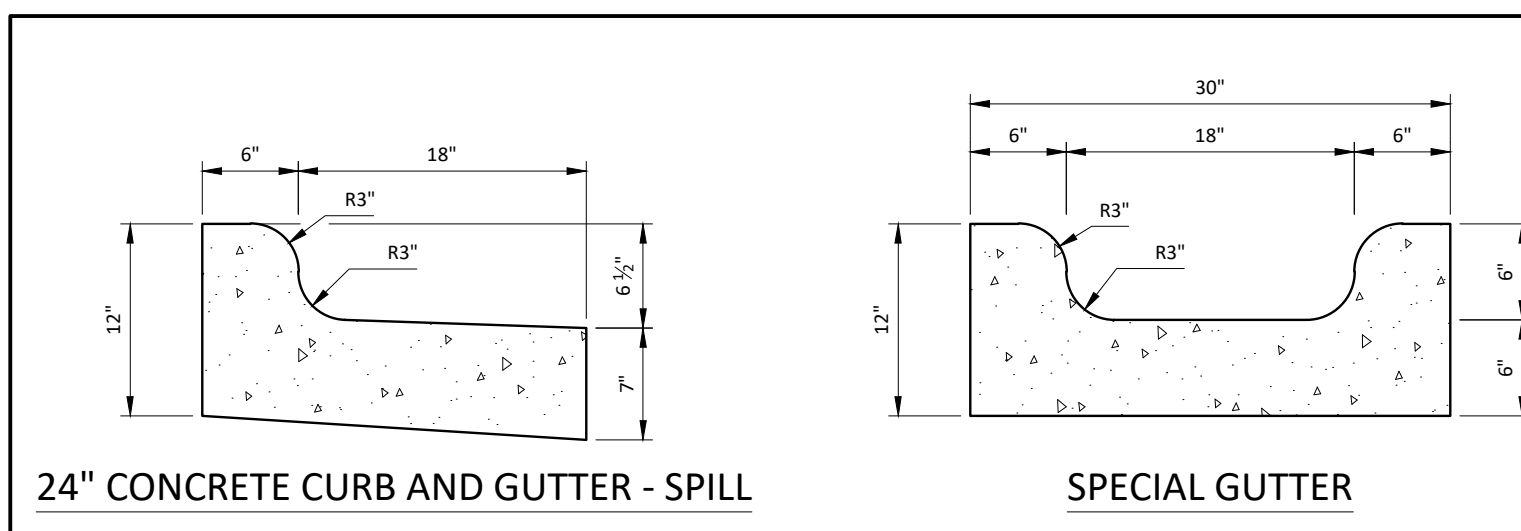 30"
6" 18"
6" 18" 6"
R3"
R3"
R3"
R3"
12"
6 ½"
7"
12"
6"
6"
24" CONCRETE CURB AND GUTTER - SPILL
SPECIAL GUTTER